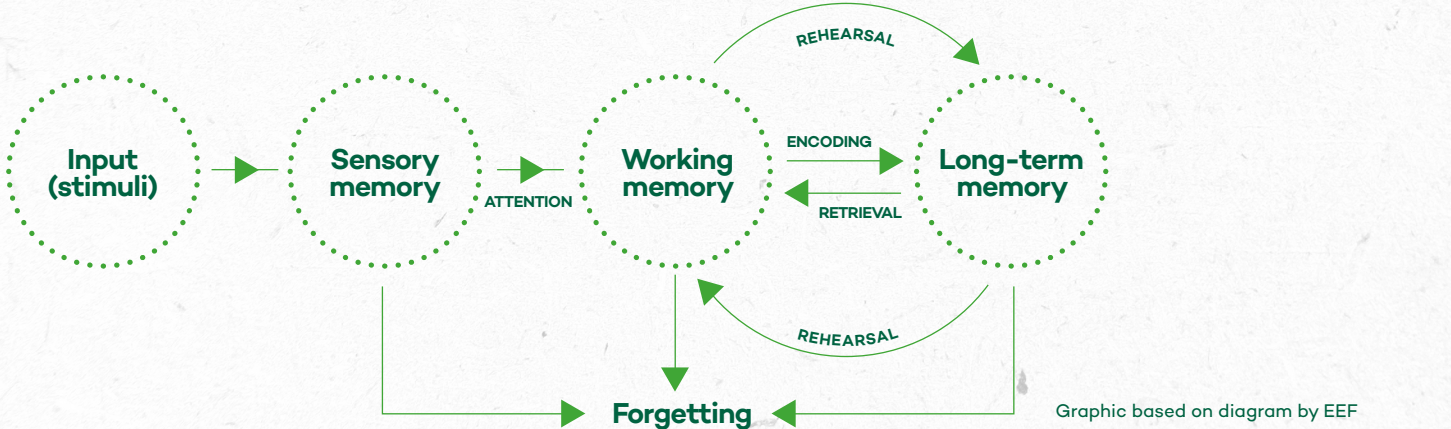 REHEARSAL
Input
(stimuli)
Sensory
memory
ATTENTION
Working
memory
ENCODING
RETRIEVAL
Long-term
memory
REHEARSAL
Forgetting
Graphic based on diagram by EEF